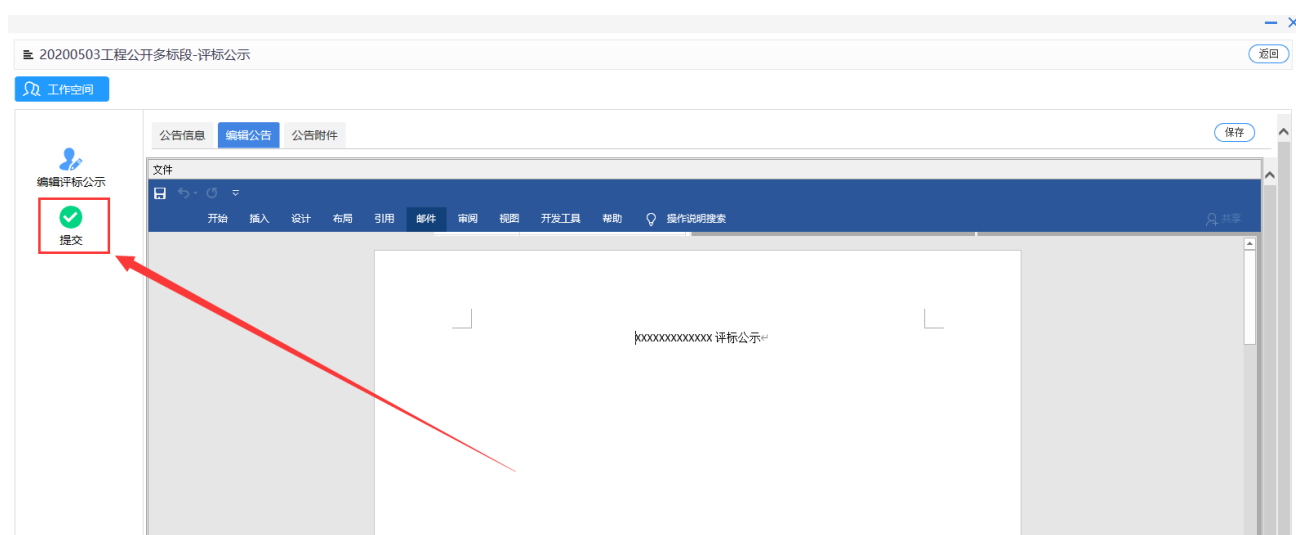 20200503工程公开多标段-评标公示 返回
工作空间
公告信息 编辑公告 公告附件 保存
编辑评标公示
提交
文件
开始 插入 设计 布局 引用 邮件 审阅 视图 开发工具 帮助 操作说明搜索 共享
xxxxxxxxxxxxx 评标公示